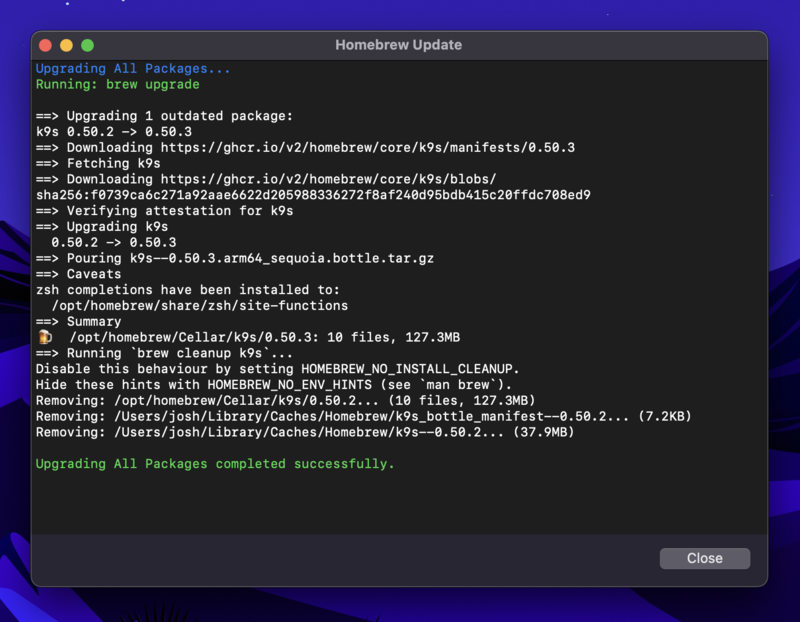 Homebrew Update
Upgrading All Packages...
Running: brew upgrade
==> Upgrading 1 outdated package:
k9s 0.50.2 -> 0.50.3
==> Downloading https://ghcr.io/v2/homebrew/core/k9s/manifests/0.50.3
==> Fetching k9s
==> Downloading https://ghcr.io/v2/homebrew/core/k9s/blobs/
sha256:f0739ca6c271a92aae6622d205988336272f8af240d95bdb415c20ffdc708ed9
==> Verifying attestation for k9s
==> Upgrading k9s
  0.50.2 -> 0.50.3
==> Pouring k9s--0.50.3.arm64_sequoia.bottle.tar.gz
==> Caveats
zsh completions have been installed to:
  /opt/homebrew/share/zsh/site-functions
==> Summary
🍺  /opt/homebrew/Cellar/k9s/0.50.3: 10 files, 127.3MB
==> Running `brew cleanup k9s`...
Disable this behaviour by setting HOMEBREW_NO_INSTALL_CLEANUP.
Hide these hints with HOMEBREW_NO_ENV_HINTS (see `man brew`).
Removing: /opt/homebrew/Cellar/k9s/0.50.2... (10 files, 127.3MB)
Removing: /Users/josh/Library/Caches/Homebrew/k9s_bottle_manifest--0.50.2... (7.2KB)
Removing: /Users/josh/Library/Caches/Homebrew/k9s--0.50.2... (37.9MB)
Upgrading All Packages completed successfully.
Close